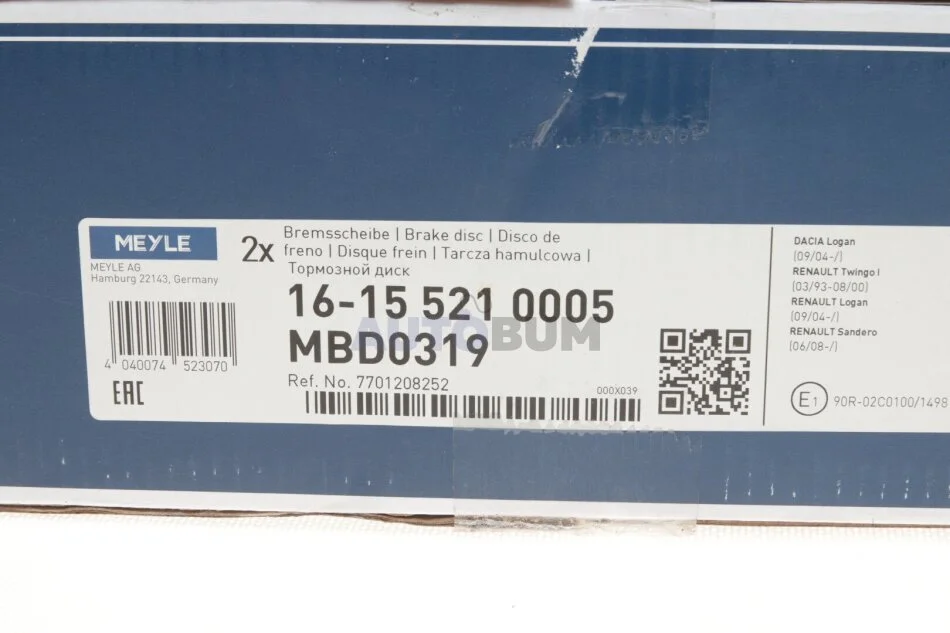 MEYLE
MEYLE AG
Hamburg 22143, Germany
4 040074 523070
EAC
2x
Bremsscheibe | Brake disc | Disco de
freno | Disque frein | Tarcza hamulcowa |
Тормозной диск
16-15 521 0005
AUTOBUM
MBD0319
Ref. No. 7701208252
000X039
DACIA Logan
(09/04-/)
RENAULT Twingo I
(03/93-08/00)
RENAULT Logan
(09/04-/)
RENAULT Sandero
(06/08-/)
E1 90R-02C0100/1498